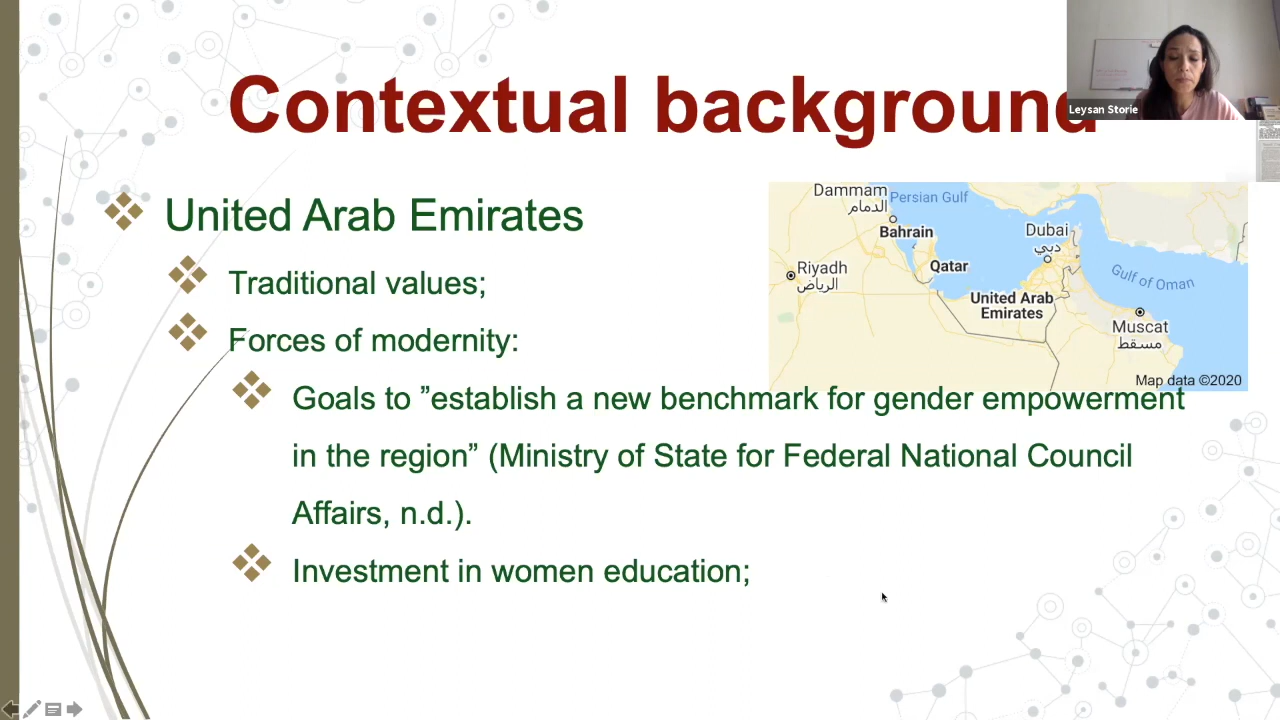 Contextual background
Leysan Storie
United Arab Emirates
Traditional values;
Forces of modernity:
Goals to ”establish a new benchmark for gender empowerment
in the region” (Ministry of State for Federal National Council
Affairs, n.d.).
Investment in women education;
Dammam
الدمام
Persian Gulf
Bahrain
Dubai
دبي
Riyadh
الرياض
Qatar
Gulf of Oman
United Arab
Emirates
Muscat
مسقط
Map data ©2020